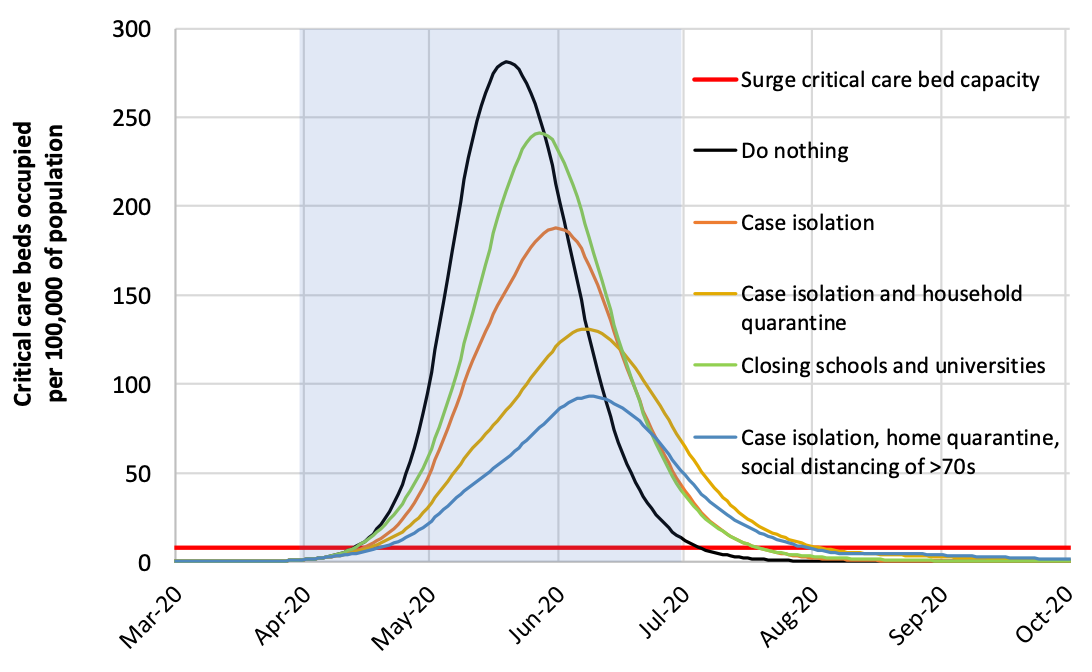 300
250
200
150
100
50
0
Critical care beds occupied
per 100,000 of population
Mar-20
Apr-20
May-20
Jun-20
Jul-20
Aug-20
Sep-20
Oct-20
Surge critical care bed capacity
Do nothing
Case isolation
Case isolation and household
quarantine
Closing schools and universities
Case isolation, home quarantine,
social distancing of >70s